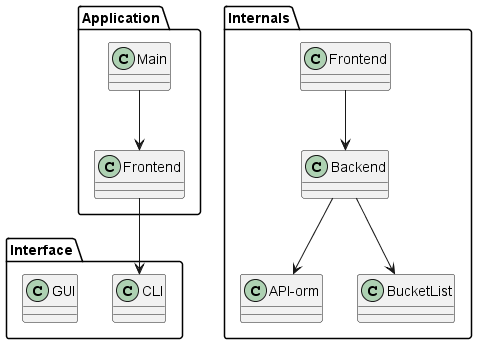 Application
C Main
C Frontend
Interface
C GUI
C CLI
Internals
C Frontend
C Backend
C API-orm
C BucketList